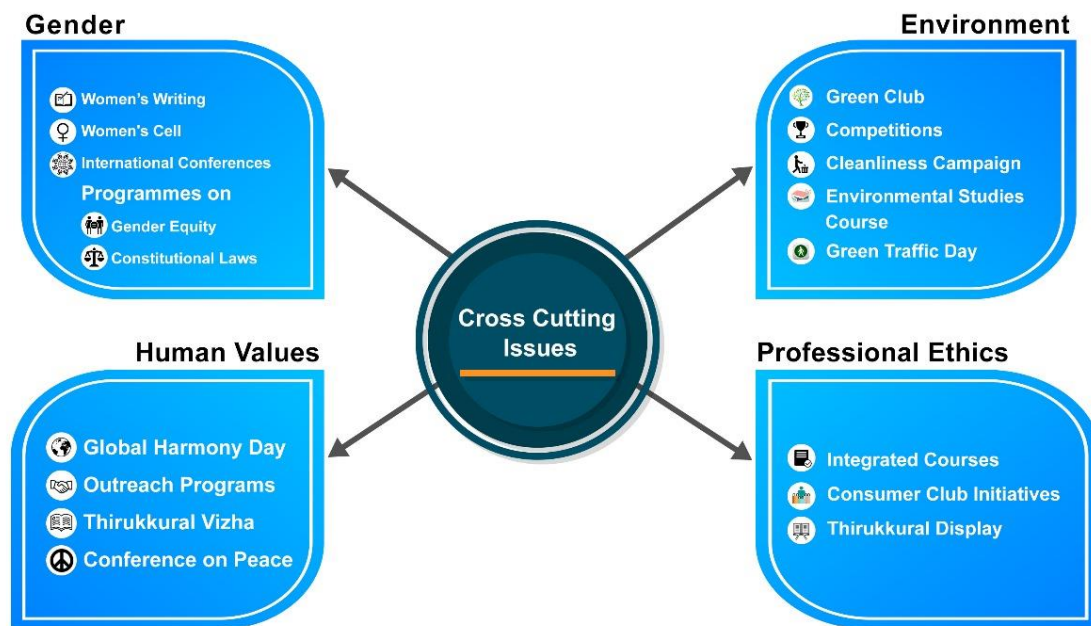 Gender
Women's Writing
Women's Cell
International Conferences
Programmes on
Gender Equity
Constitutional Laws
Environment
Green Club
Competitions
Cleanliness Campaign
Environmental Studies
Course
Green Traffic Day
Cross Cutting
Issues
Human Values
Global Harmony Day
Outreach Programs
Thirukkural Vizha
Conference on Peace
Professional Ethics
Integrated Courses
Consumer Club Initiatives
Thirukkural Display